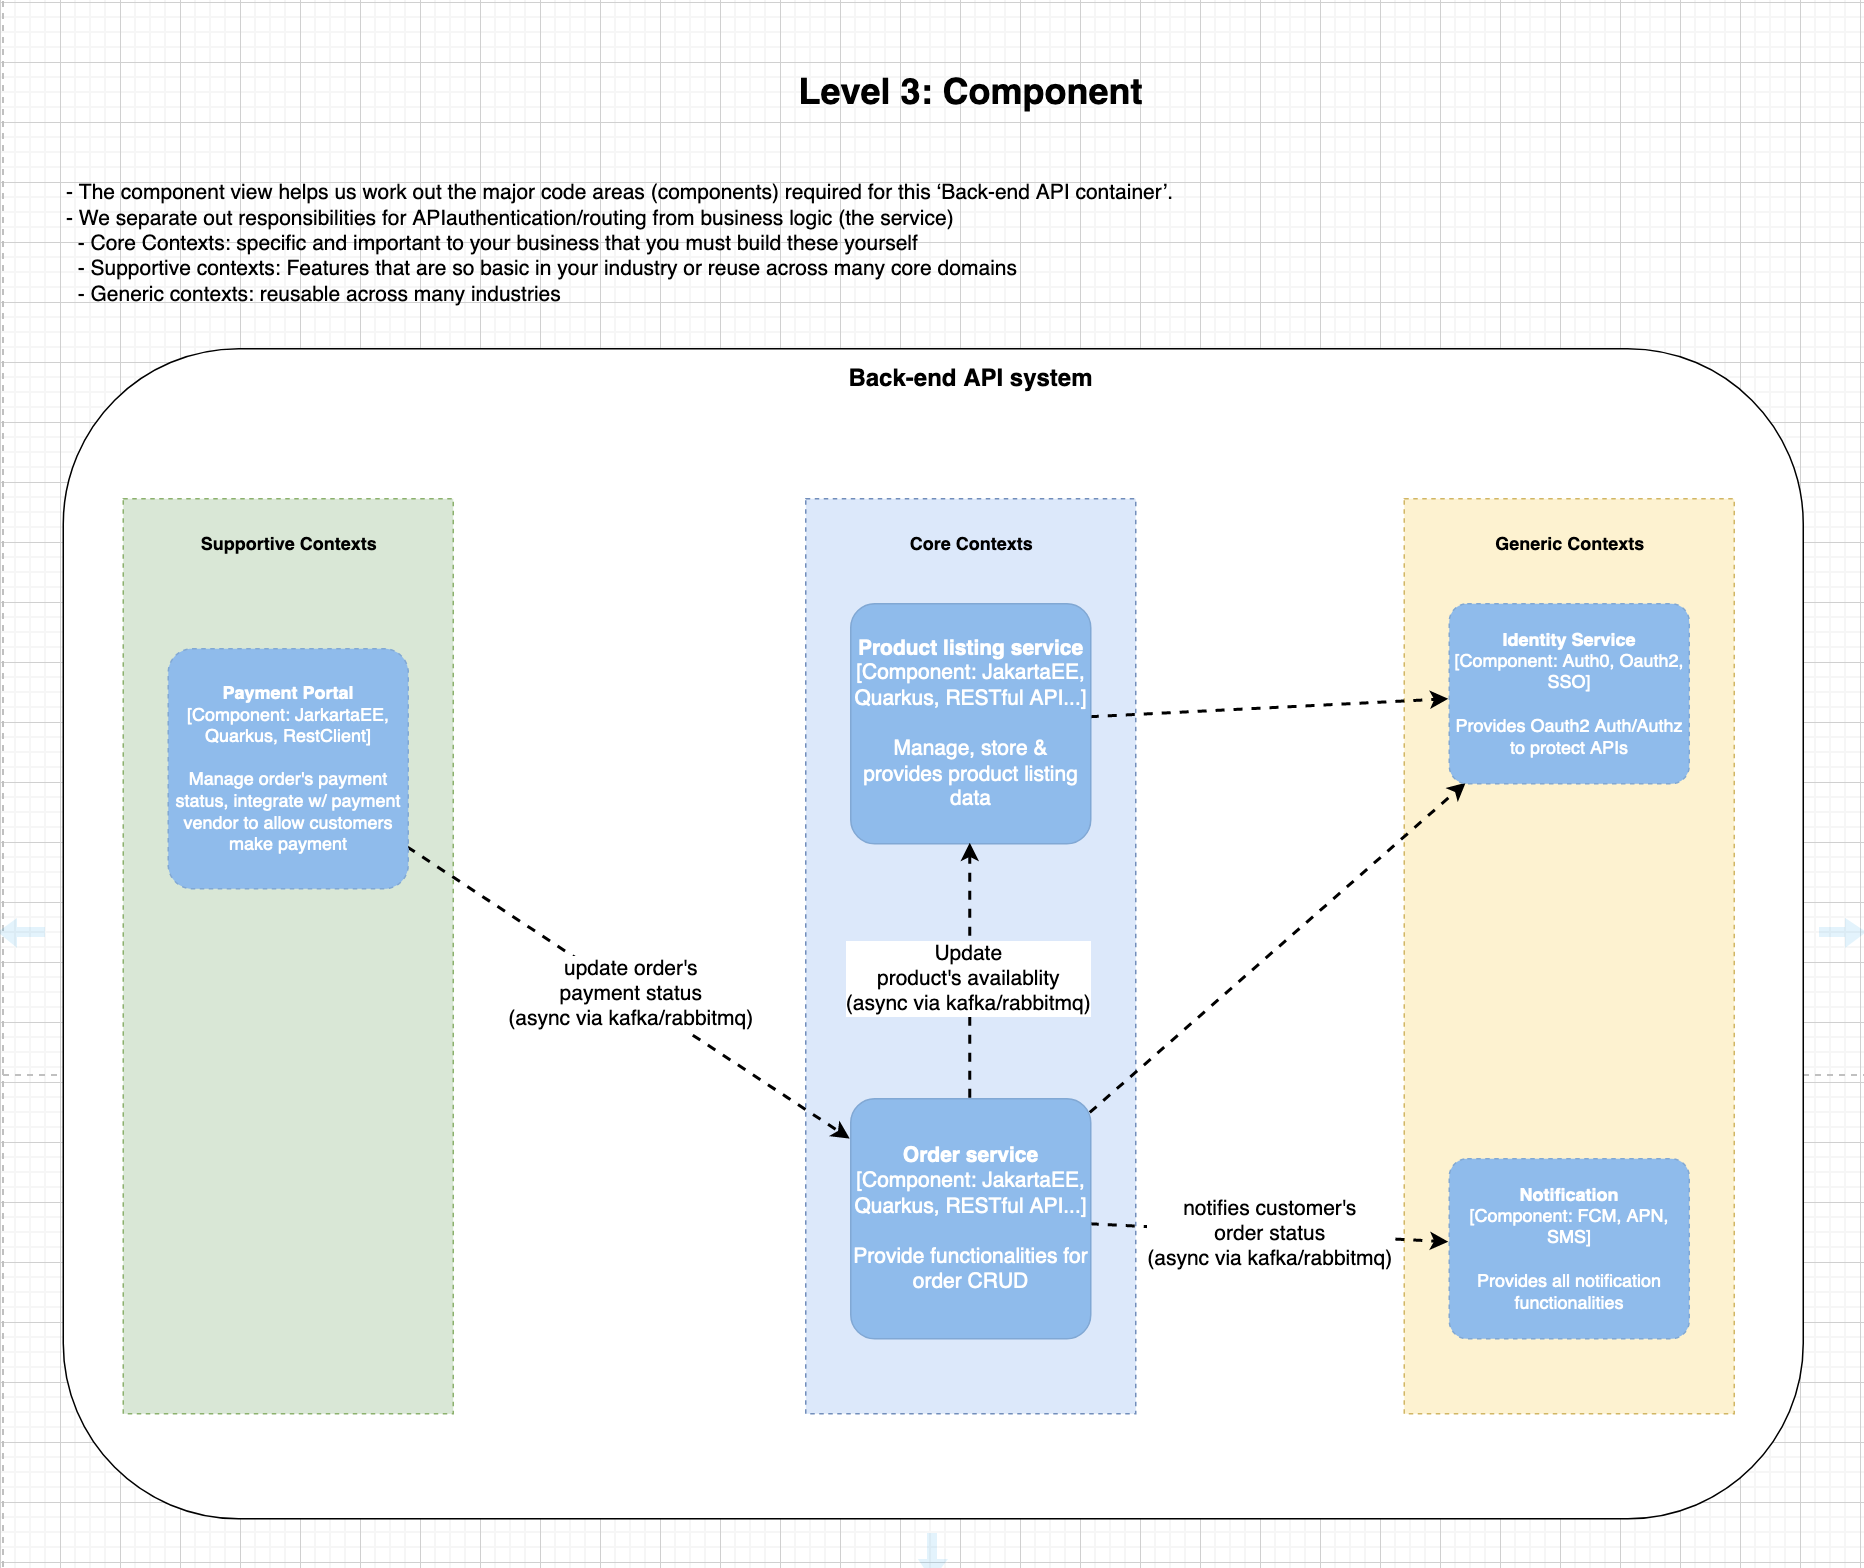 Level 3: Component
- The component view helps us work out the major code areas (components) required for this ‘Back-end API container’.
- We separate out responsibilities for APIauthentication/routing from business logic (the service)
- Core Contexts: specific and important to your business that you must build these yourself
- Supportive contexts: Features that are so basic in your industry or reuse across many core domains
- Generic contexts: reusable across many industries
Back-end API system
Supportive Contexts
Payment Portal
[Component: JarkartaEE,
Quarkus, RestClient]
Manage order's payment
status, integrate w/ payment
vendor to allow customers
make payment
update order's
payment status
(async via kafka/rabbitmq)
Core Contexts
Product listing service
[Component: JakartaEE,
Quarkus, RESTful API...]
Manage, store &
provides product listing
data
Update
product's availablity
(async via kafka/rabbitmq)
Order service
[Component: JakartaEE,
Quarkus, RESTful API...]
Provide functionalities for
order CRUD
notifies customer's
order status
(async via kafka/rabbitmq)
Generic Contexts
Identity Service
[Component: Auth0, Oauth2,
SSO]
Provides Oauth2 Auth/Authz
to protect APIs
Notification
[Component: FCM, APN,
SMS]
Provides all notification
functionalities